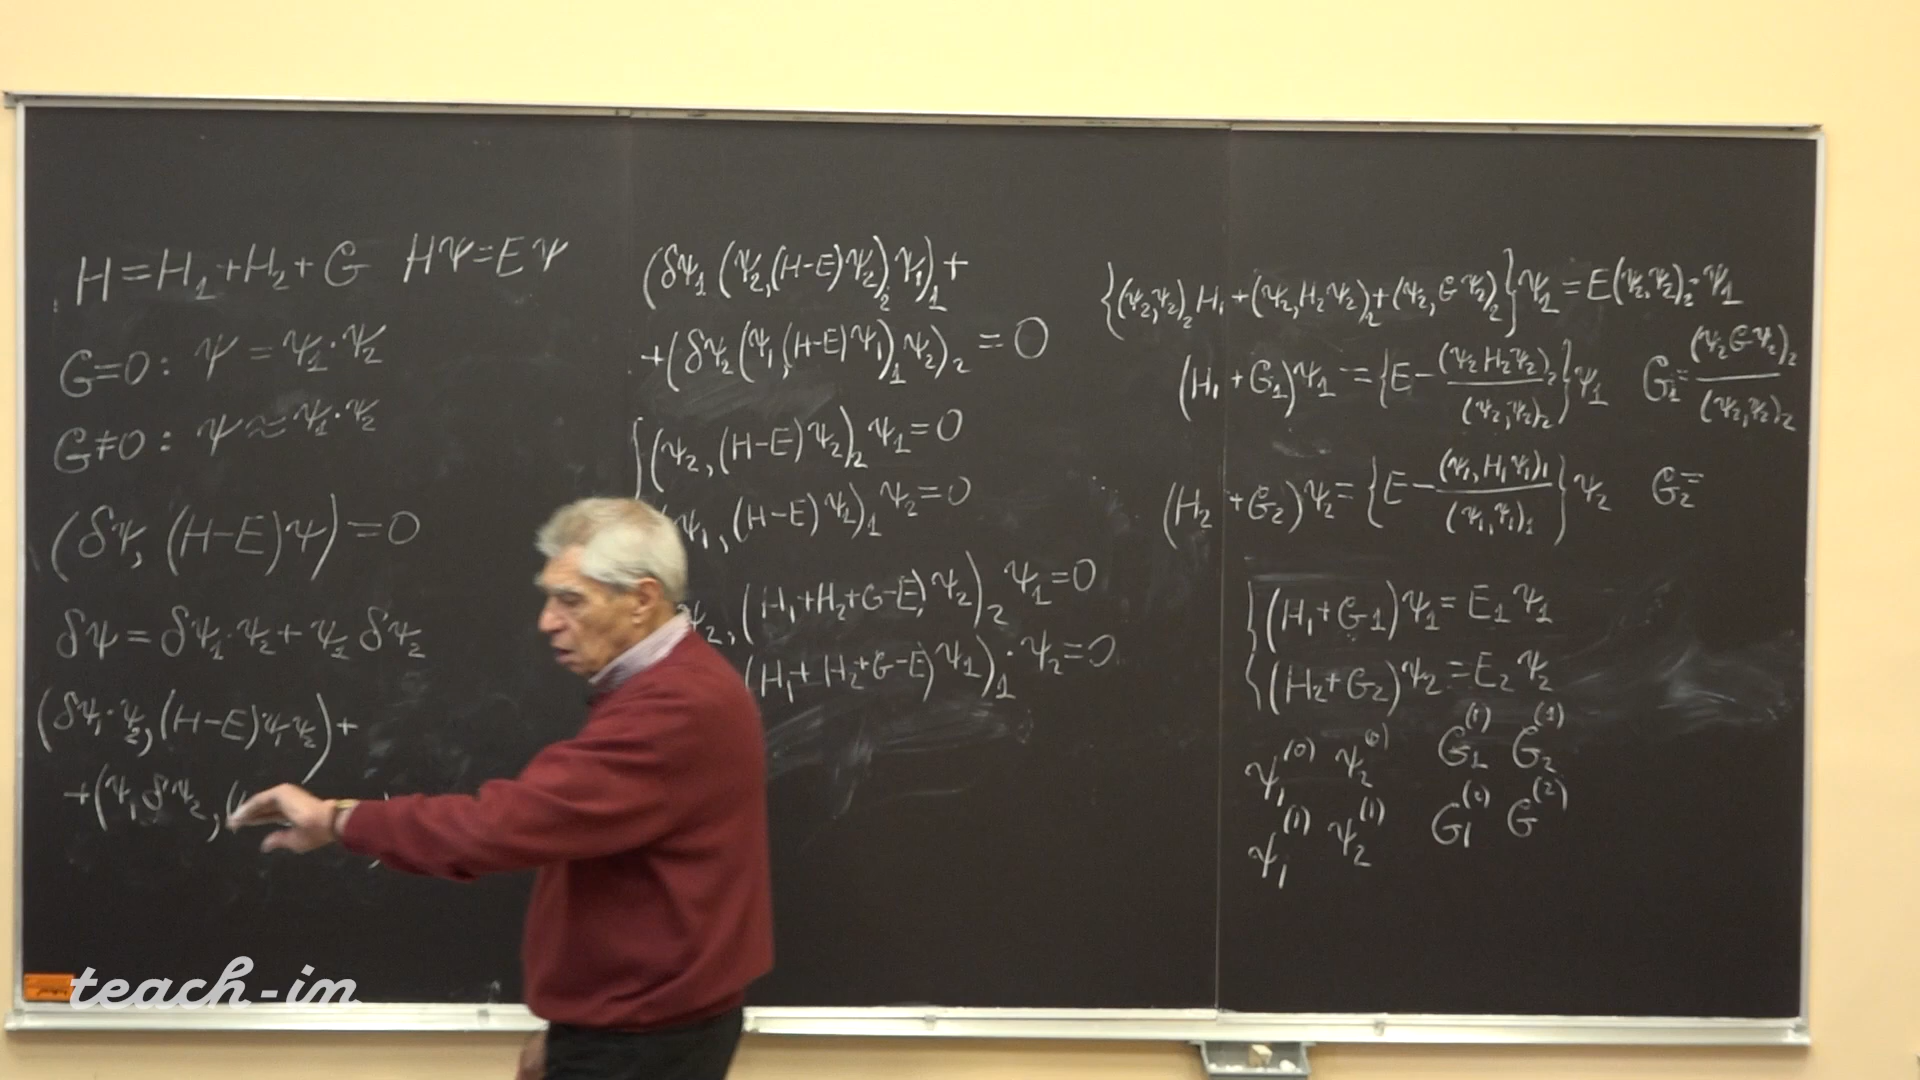 H = H₁ + H₂ + G   HΨ = EΨ
G=0 : Ψ = Ψ₁·Ψ₂
G≠0 : Ψ ≈ Ψ₁·Ψ₂
(δΨ, (H−E)Ψ) = 0
δΨ = δΨ₁·Ψ₂ + Ψ₁ δΨ₂
(δΨ₁·Ψ₂, (H−E)Ψ₁Ψ₂) +
+(Ψ₁ δΨ₂, (
(δΨ₁ (Ψ₂, (H−E)Ψ₂)₂ Ψ₁)₁ +
+(δΨ₂ (Ψ₁, (H−E)Ψ₁)₁ Ψ₂)₂ = 0
{(Ψ₂, (H−E)Ψ₂)₂ Ψ₁ = 0
Ψ₁, (H−E)Ψ₁)₁ Ψ₂ = 0
₂, (H₁+H₂+G−E)Ψ₂)₂ Ψ₁ = 0
(H₁+H₂+G−E)Ψ₁)₁·Ψ₂ = 0
{(Ψ₂,Ψ₂)₂ H₁ + (Ψ₂, H₂Ψ₂)₂ + (Ψ₂, GΨ₂)₂}Ψ₁ = E(Ψ₂,Ψ₂)₂·Ψ₁
(H₁ + G₁)Ψ₁ = {E − (Ψ₂ H₂Ψ₂)₂ / (Ψ₂,Ψ₂)₂}Ψ₁   G₁ = (Ψ₂ GΨ₂)₂ / (Ψ₂,Ψ₂)₂
(H₂ + G₂)Ψ₂ = {E − (Ψ₁, H₁Ψ₁)₁ / (Ψ₁,Ψ₁)₁}Ψ₂   G₂ =
{(H₁+G₁)Ψ₁ = E₁Ψ₁
(H₂+G₂)Ψ₂ = E₂Ψ₂
Ψ₁⁽⁰⁾ Ψ₂⁽⁰⁾   G₁⁽¹⁾ G₂⁽¹⁾
Ψ₁⁽¹⁾ Ψ₂⁽¹⁾   G₁⁽²⁾ G⁽²⁾
teach-in